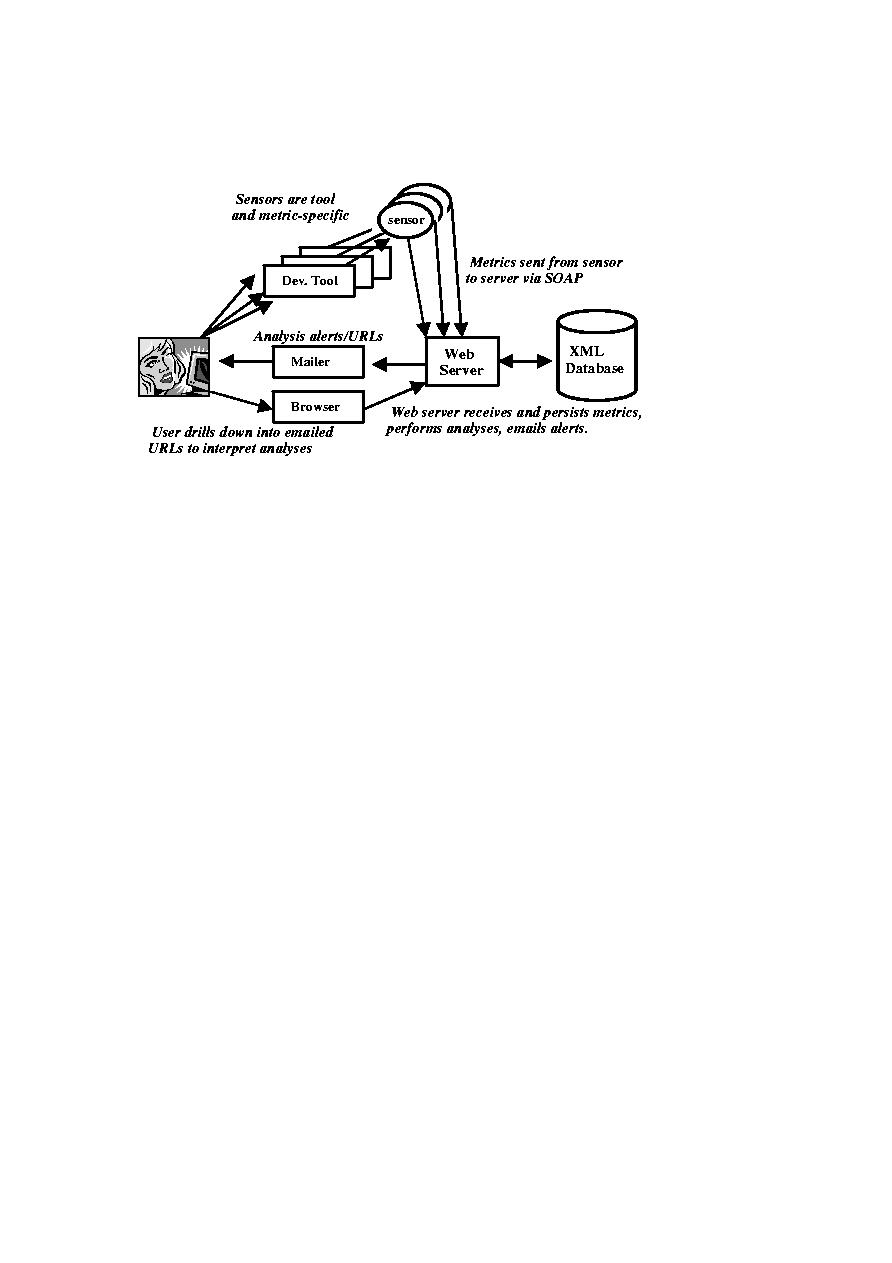 Sensors are tool
and metric-specific
sensor
Dev. Tool
Metrics sent from sensor
to server via SOAP
Analysis alerts/URLs
Mailer
Web
Server
XML
Database
Browser
Web server receives and persists metrics,
performs analyses, emails alerts.
User drills down into emailed
URLs to interpret analyses